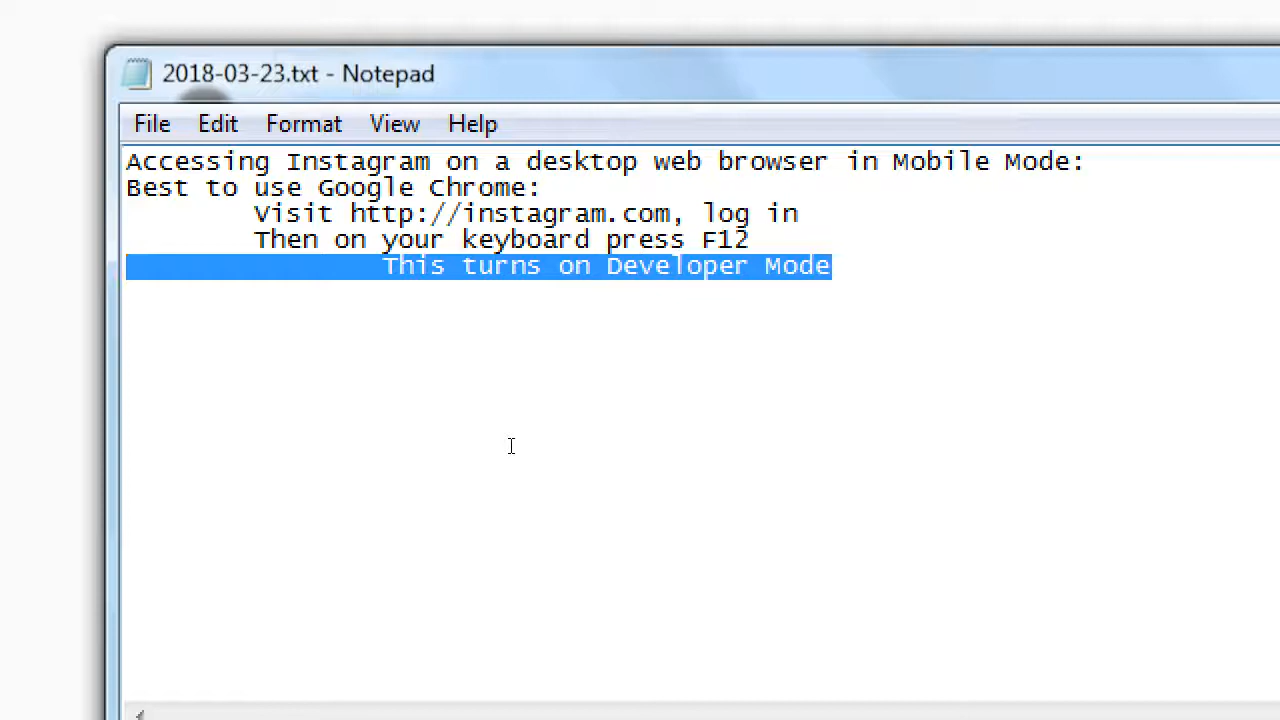 2018-03-23.txt - Notepad
File Edit Format View Help
Accessing Instagram on a desktop web browser in Mobile Mode:
Best to use Google Chrome:
Visit http://instagram.com, log in
Then on your keyboard press F12
This turns on Developer Mode